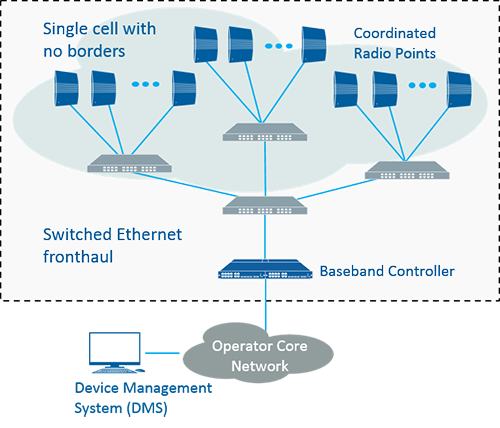 Single cell with
no borders
Coordinated
Radio Points
Switched Ethernet
fronthaul
Baseband Controller
Operator Core
Network
Device Management
System (DMS)